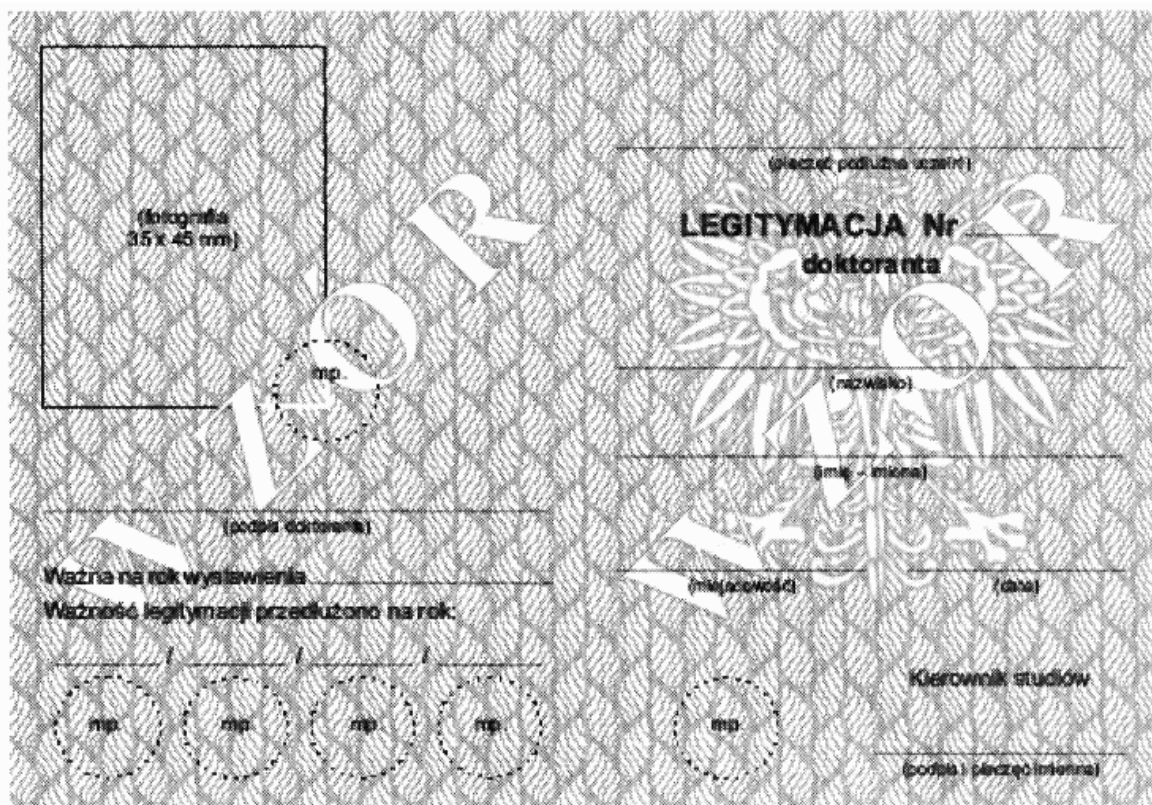 (fotografia
35 x 45 mm)
mp.
(podpis doktoranta)
Ważna na rok wystawienia
Ważność legitymacji przedłużono na rok:
/ / /
mp. mp. mp. mp.
(pieczęć podłużna uczelni)
LEGITYMACJA Nr
doktoranta
(nazwisko)
(imię – imiona)
(miejscowość) (data)
Kierownik studiów
mp.
(podpis i pieczęć imienna)
WZÓR
WZÓR